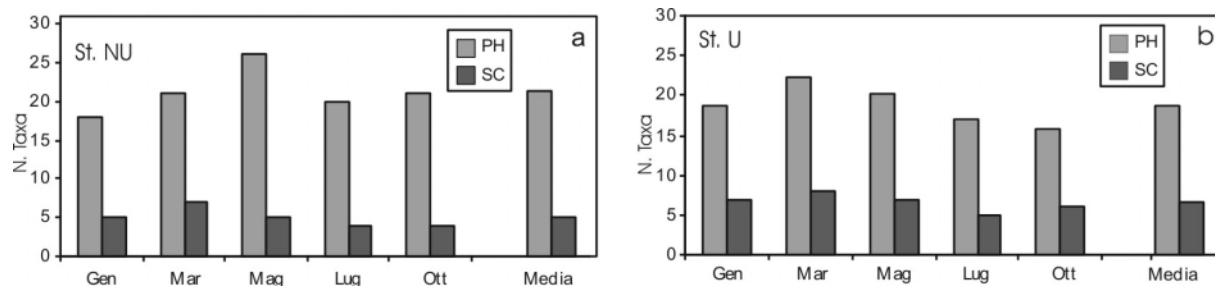 St. NU
a
PH
SC
N. Taxa
30
25
20
15
10
5
0
Gen Mar Mag Lug Ott Media
St. U
b
PH
SC
N. Taxa
30
25
20
15
10
5
0
Gen Mar Mag Lug Ott Media